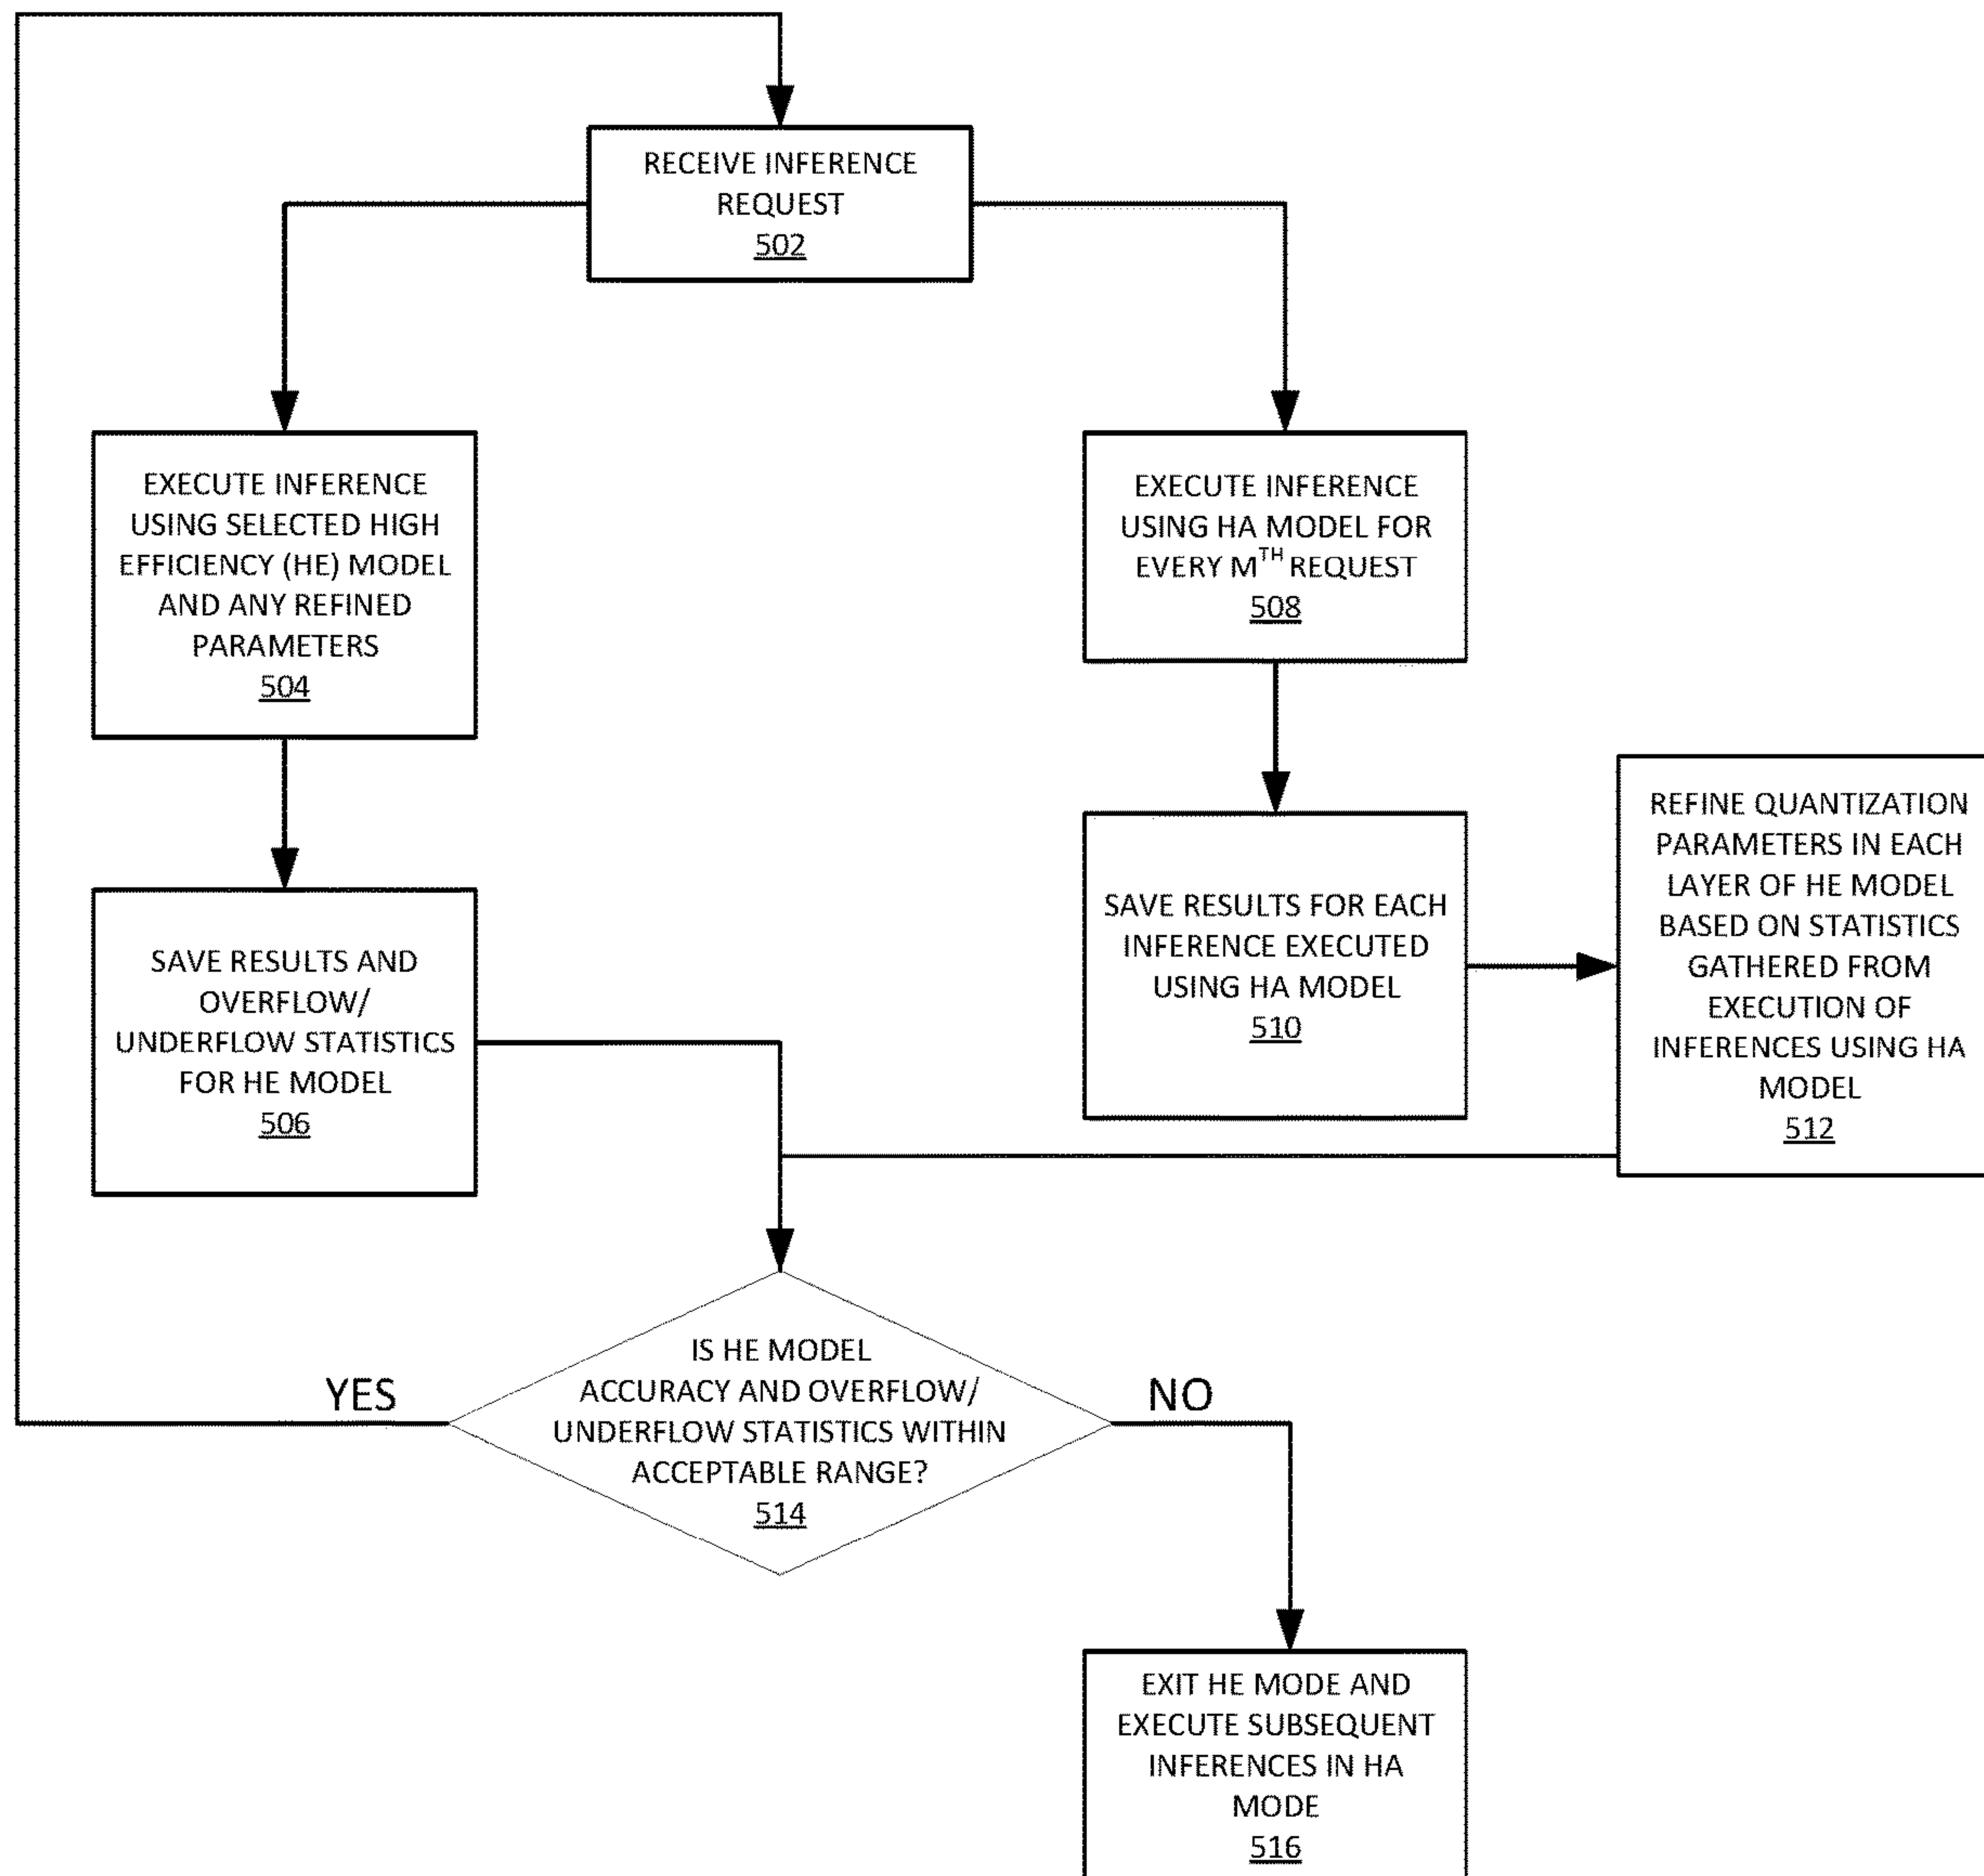 RECEIVE INFERENCE
REQUEST
502
EXECUTE INFERENCE
USING SELECTED HIGH
EFFICIENCY (HE) MODEL
AND ANY REFINED
PARAMETERS
504
EXECUTE INFERENCE
USING HA MODEL FOR
EVERY MTH REQUEST
508
SAVE RESULTS AND
OVERFLOW/
UNDERFLOW STATISTICS
FOR HE MODEL
506
SAVE RESULTS FOR EACH
INFERENCE EXECUTED
USING HA MODEL
510
REFINE QUANTIZATION
PARAMETERS IN EACH
LAYER OF HE MODEL
BASED ON STATISTICS
GATHERED FROM
EXECUTION OF
INFERENCES USING HA
MODEL
512
IS HE MODEL
ACCURACY AND OVERFLOW/
UNDERFLOW STATISTICS WITHIN
ACCEPTABLE RANGE?
514
YES
NO
EXIT HE MODE AND
EXECUTE SUBSEQUENT
INFERENCES IN HA
MODE
516